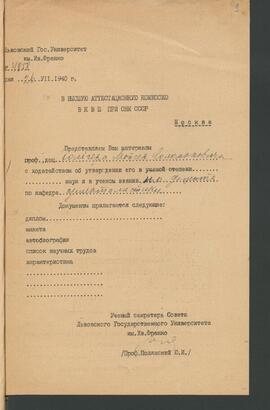 Львовский Гос.Университет
им.Ив.Франко
VII.1940 г.
В ВЫСШУЮ АТТЕСТАЦИОННУЮ КОМИССИЮ
В К В Ш ПРИ СНК СССР
Москва
Представляем Вам материалы
проф.доц.
с ходатайством об утверждении его в ученой степени
наук и в ученом звании
по кафедре
Документы прилагаются следующие:
диплом
анкета
автобиография
список научных трудов
характеристика
Ученый секретарь Совета
Львовского Государственного Университета
им.Ив.Франко
/Проф.Полянский Ю.И./